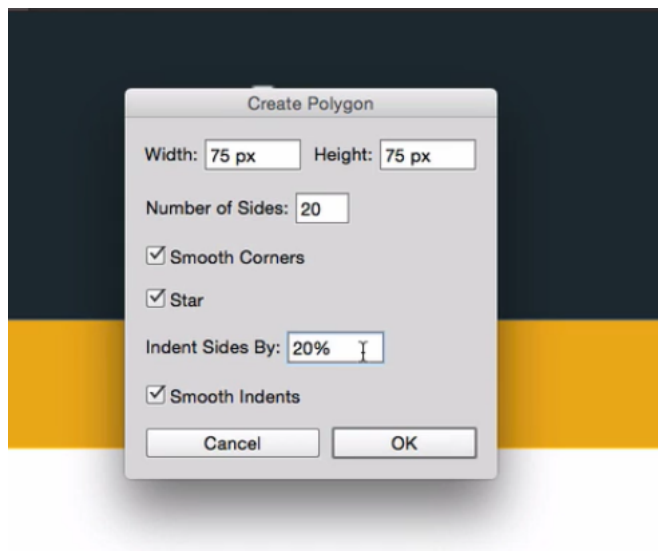 Create Polygon
Width: 75 px Height: 75 px
Number of Sides: 20
Smooth Corners
Star
Indent Sides By: 20%
Smooth Indents
Cancel OK